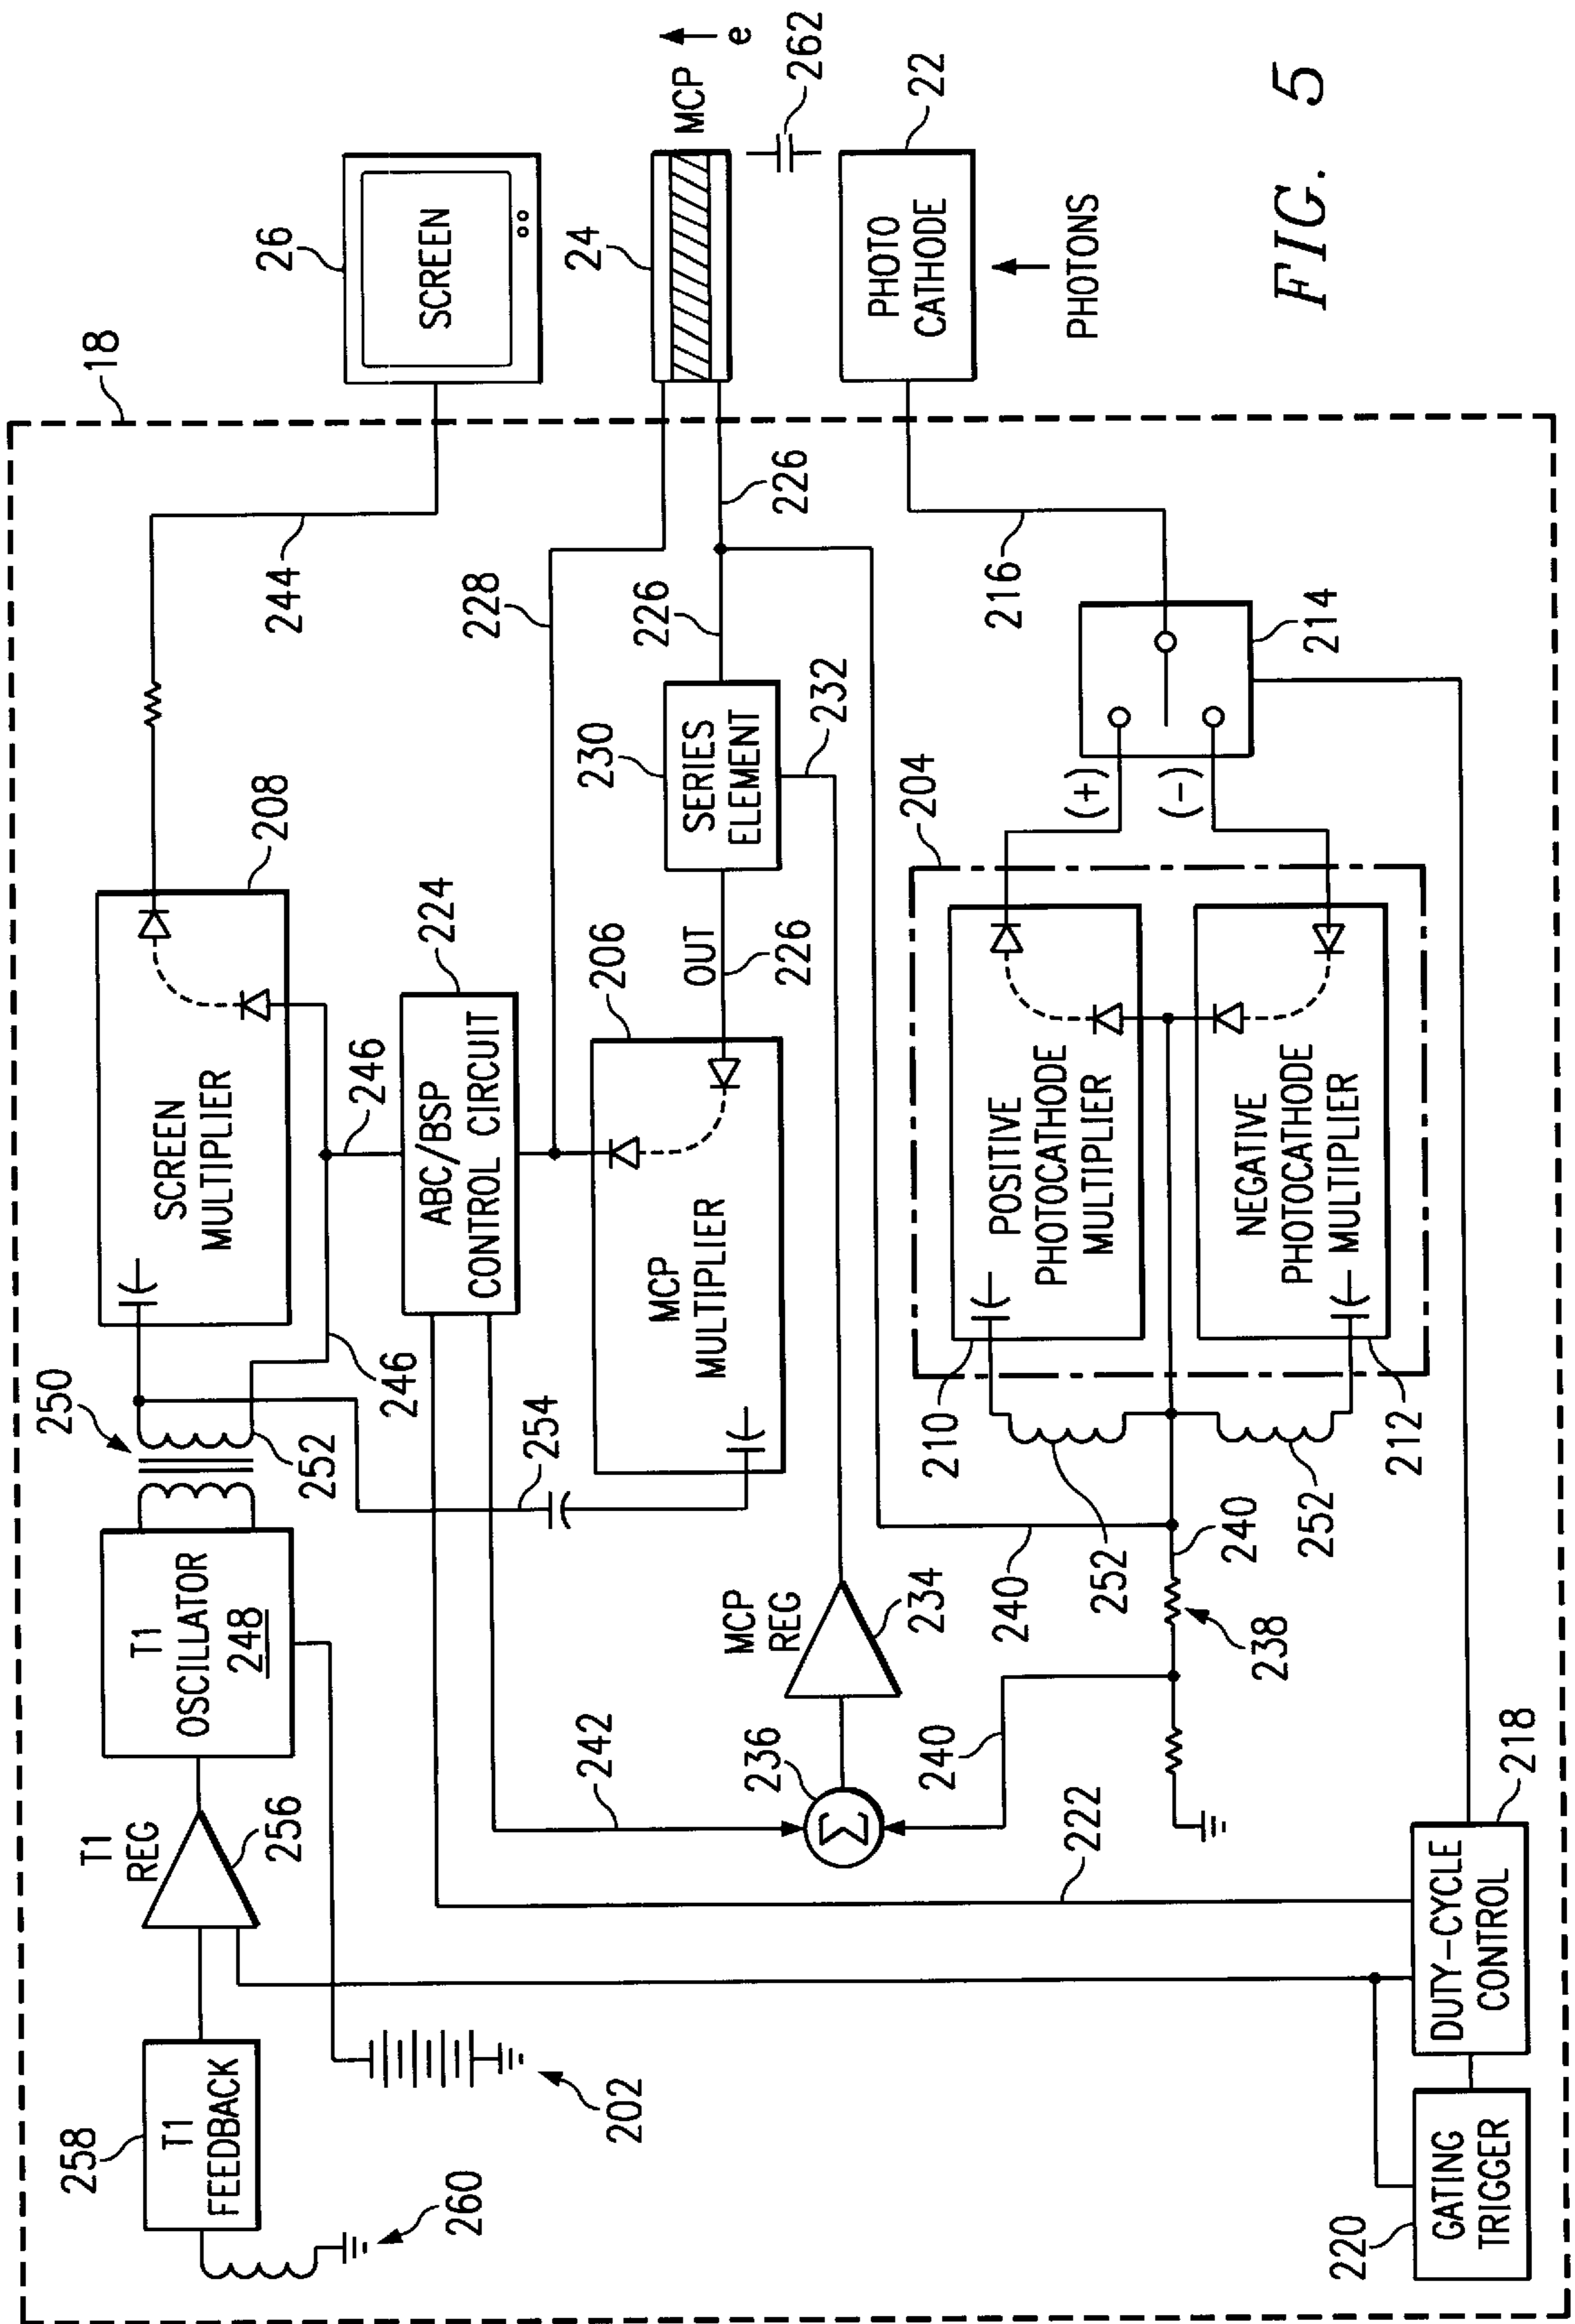 18
26
SCREEN
24
MCP
e
262
22
PHOTO
CATHODE
PHOTONS
FIG. 5
244
228
226
226
216
214
208
SCREEN
MULTIPLIER
246
246
224
ABC/BSP
CONTROL CIRCUIT
206
OUT
226
MCP
MULTIPLIER
230
SERIES
ELEMENT
232
204
(+)
(-)
POSITIVE
PHOTOCATHODE
MULTIPLIER
NEGATIVE
PHOTOCATHODE
MULTIPLIER
210
212
252
252
250
252
254
T1
OSCILLATOR
248
T1
REG
256
258
T1
FEEDBACK
260
202
242
236
Σ
MCP
REG
234
240
240
240
238
222
218
DUTY-CYCLE
CONTROL
220
GATING
TRIGGER